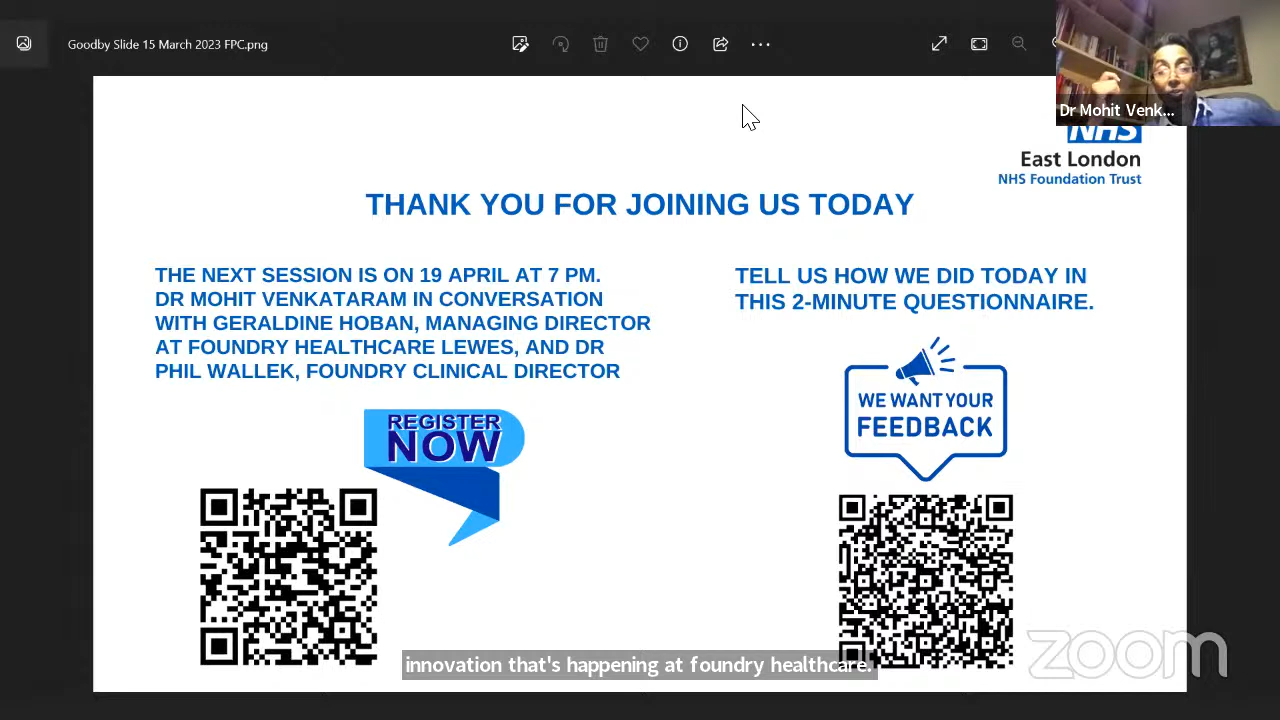 Goodby Slide 15 March 2023 FPC.png
Dr Mohit Venk...
NHS
East London
NHS Foundation Trust
THANK YOU FOR JOINING US TODAY
THE NEXT SESSION IS ON 19 APRIL AT 7 PM.
DR MOHIT VENKATARAM IN CONVERSATION
WITH GERALDINE HOBAN, MANAGING DIRECTOR
AT FOUNDRY HEALTHCARE LEWES, AND DR
PHIL WALLEK, FOUNDRY CLINICAL DIRECTOR
REGISTER
NOW
TELL US HOW WE DID TODAY IN
THIS 2-MINUTE QUESTIONNAIRE.
WE WANT YOUR
FEEDBACK
innovation that's happening at foundry healthcare.
zoom